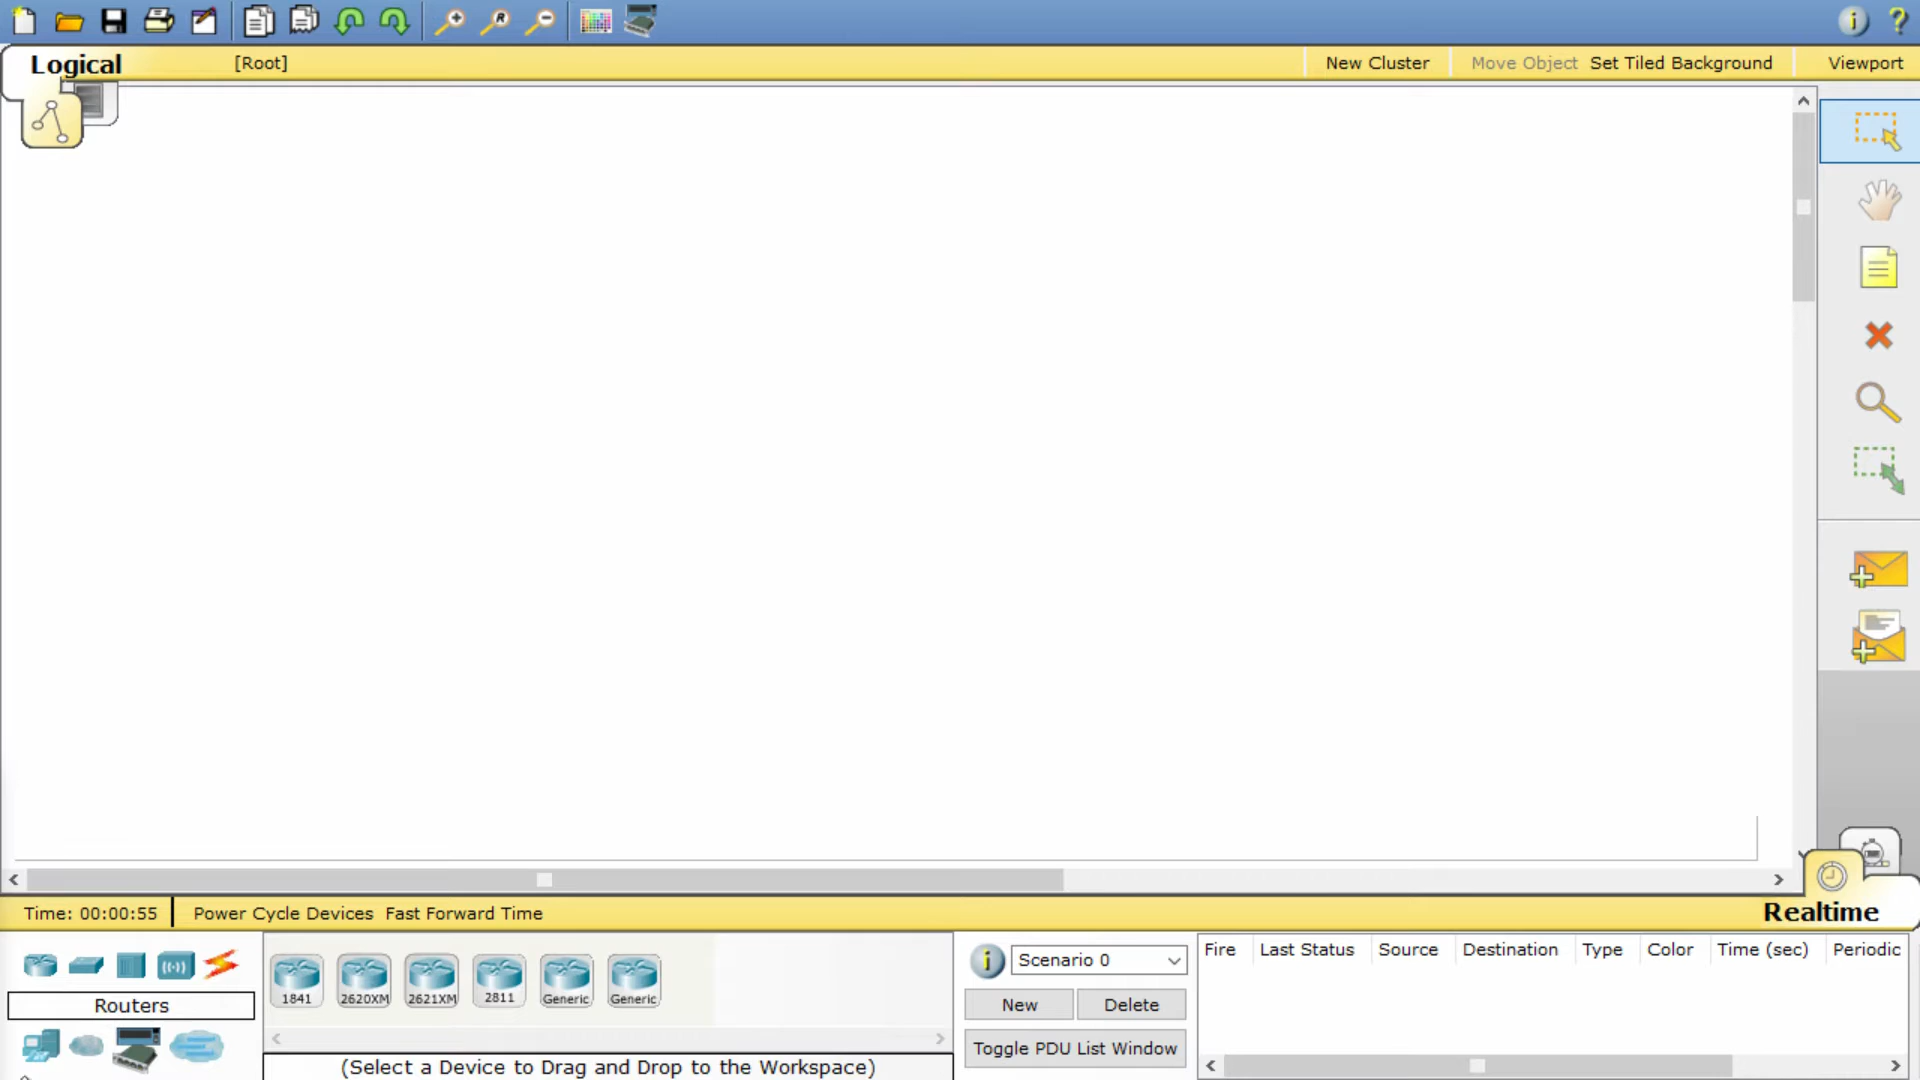 Logical
[Root]
New Cluster
Move Object
Set Tiled Background
Viewport
Time: 00:00:55
Power Cycle Devices
Fast Forward Time
Realtime
Routers
1841
2620XM
2621XM
2811
Generic
Generic
(Select a Device to Drag and Drop to the Workspace)
Scenario 0
New
Delete
Toggle PDU List Window
Fire
Last Status
Source
Destination
Type
Color
Time (sec)
Periodic